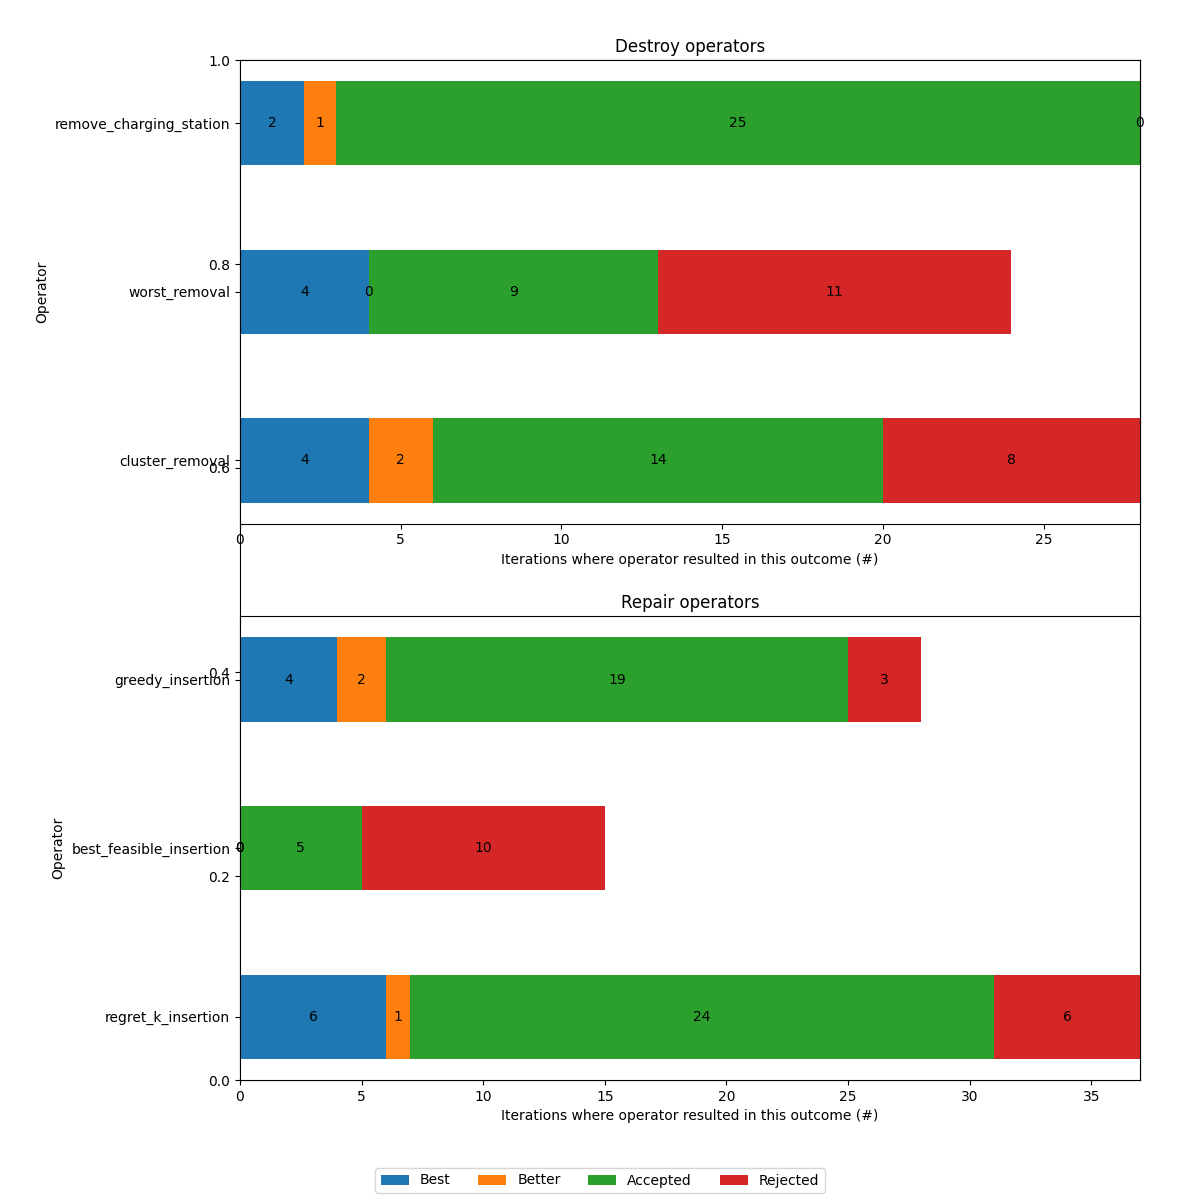 Destroy operators
1.0
remove_charging_station 2 1 25 0
0.8
worst_removal 4 0 9 11
Operator
cluster_removal 4 2 14 8
0.6
0 5 10 15 20 25
Iterations where operator resulted in this outcome (#)
Repair operators
0.4
greedy_insertion 4 2 19 3
best_feasible_insertion 0 0 5 10
Operator
0.2
regret_k_insertion 6 1 24 6
0.0
0 5 10 15 20 25 30 35
Iterations where operator resulted in this outcome (#)
Best Better Accepted Rejected